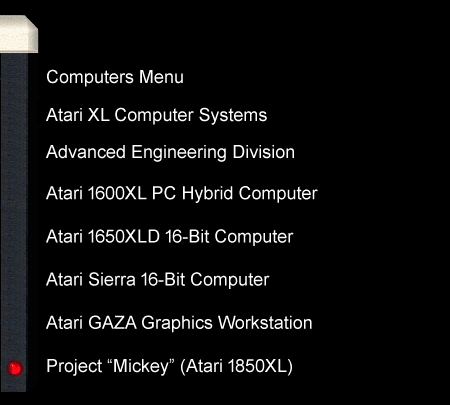 Computers Menu
Atari XL Computer Systems
Advanced Engineering Division
Atari 1600XL PC Hybrid Computer
Atari 1650XLD 16-Bit Computer
Atari Sierra 16-Bit Computer
Atari GAZA Graphics Workstation
Project “Mickey” (Atari 1850XL)